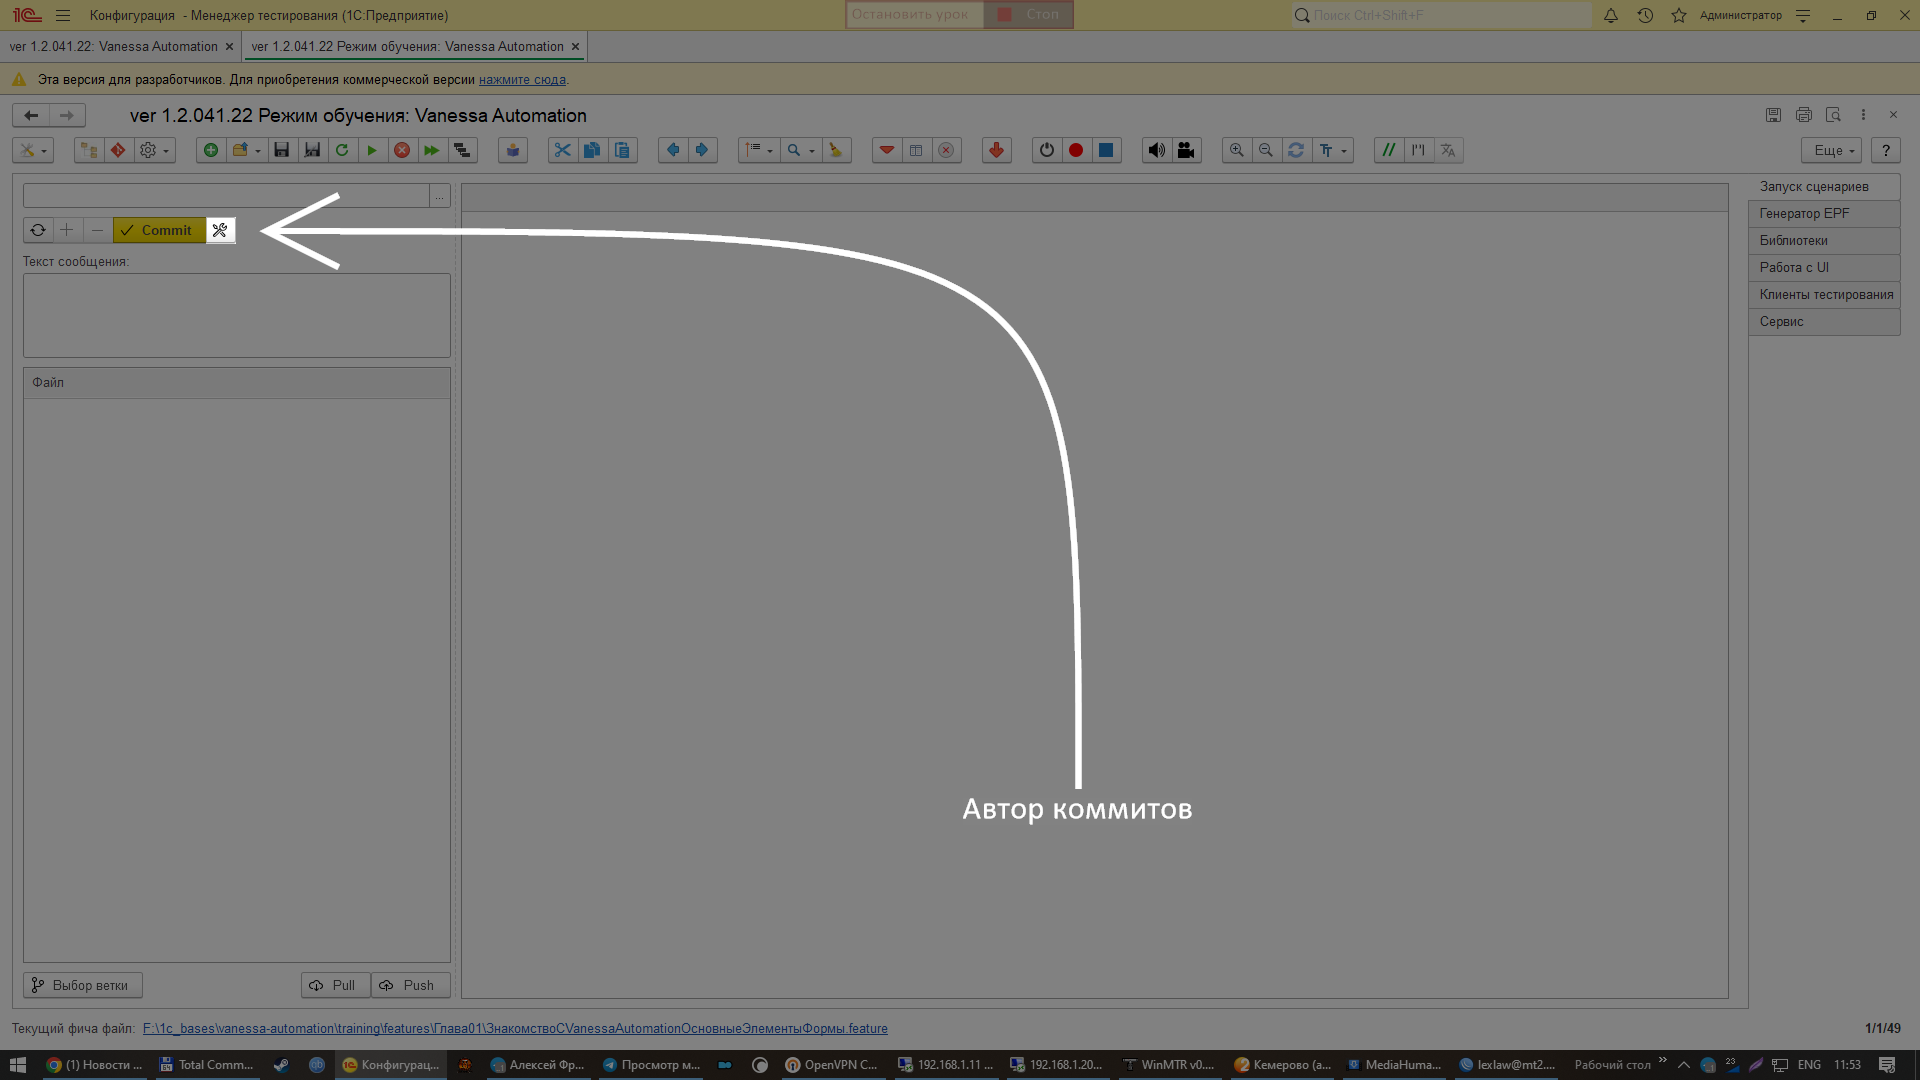 Конфигурация - Менеджер тестирования (1С:Предприятие)
Остановить урок
Стоп
Поиск Ctrl+Shift+F
Администратор
ver 1.2.041.22: Vanessa Automation
ver 1.2.041.22 Режим обучения: Vanessa Automation
Эта версия для разработчиков. Для приобретения коммерческой версии нажмите сюда.
ver 1.2.041.22 Режим обучения: Vanessa Automation
Еще
?
Запуск сценариев
Генератор EPF
Библиотеки
Работа с UI
Клиенты тестирования
Сервис
...
Commit
Текст сообщения:
Файл
Автор коммитов
Выбор ветки
Pull
Push
Текущий фича файл: F:\1c_bases\vanessa-automation\training\features\Глава01\ЗнакомствоСVanessaAutomationОсновныеЭлементыФормы.feature
1/1/49
(1) Новости ...
Total Comm...
Конфигурац...
Алексей Фр...
Просмотр м...
OpenVPN C...
192.168.1.11 ...
192.168.1.20...
WinMTR v0....
Кемерово (а...
MediaHuma...
lexlaw@mt2....
Рабочий стол
23
ENG
11:53